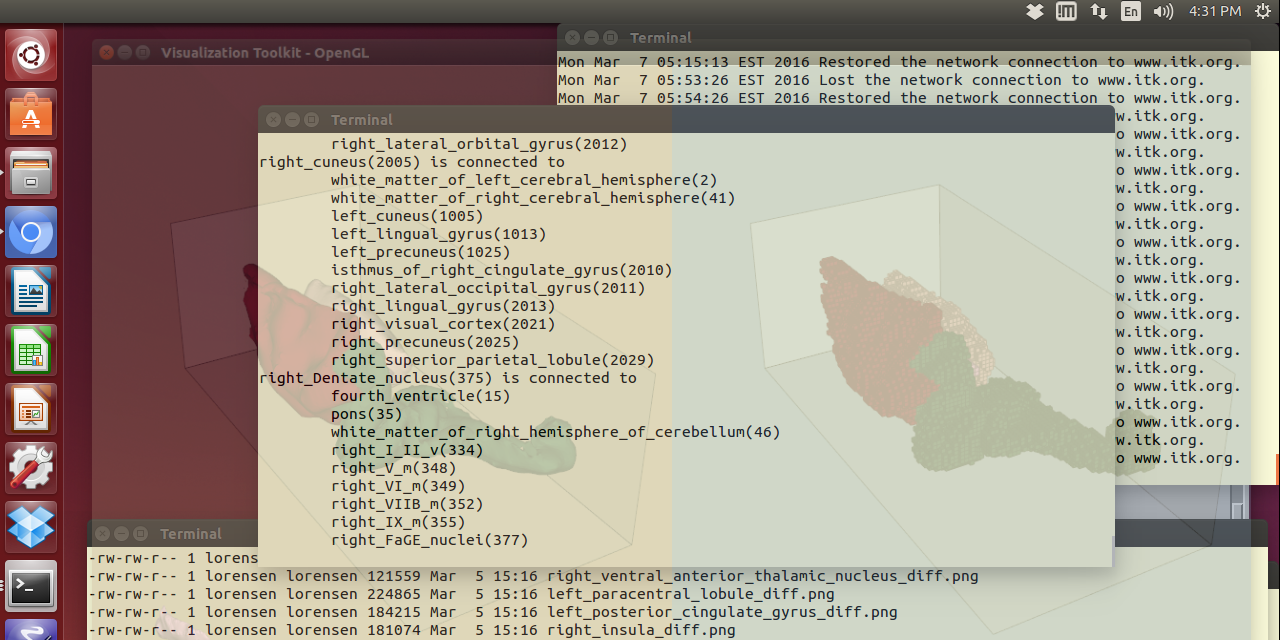 4:31 PM
En
!M
Visualization Toolkit - OpenGL
Terminal
Mon Mar  7 05:15:13 EST 2016 Restored the network connection to www.itk.org.
Mon Mar  7 05:53:26 EST 2016 Lost the network connection to www.itk.org.
Mon Mar  7 05:54:26 EST 2016 Restored the network connection to www.itk.org.
Terminal
right_lateral_orbital_gyrus(2012)
right_cuneus(2005) is connected to
white_matter_of_left_cerebral_hemisphere(2)
white_matter_of_right_cerebral_hemisphere(41)
left_cuneus(1005)
left_lingual_gyrus(1013)
left_precuneus(1025)
isthmus_of_right_cingulate_gyrus(2010)
right_lateral_occipital_gyrus(2011)
right_lingual_gyrus(2013)
right_visual_cortex(2021)
right_precuneus(2025)
right_superior_parietal_lobule(2029)
right_Dentate_nucleus(375) is connected to
fourth_ventricle(15)
pons(35)
white_matter_of_right_hemisphere_of_cerebellum(46)
right_I_II_v(334)
right_V_m(348)
right_VI_m(349)
right_VIIB_m(352)
right_IX_m(355)
right_FaGE_nuclei(377)
w.itk.org.
www.itk.org.
w.itk.org.
www.itk.org.
w.itk.org.
o www.itk.org.
w.itk.org.
o www.itk.org.
w.itk.org.
o www.itk.org.
w.itk.org.
o www.itk.org.
w.itk.org.
o www.itk.org.
w.itk.org.
o www.itk.org.
w.itk.org.
o www.itk.org.
w.itk.org.
o www.itk.org.
Terminal
-rw-rw-r-- 1 lorens
-rw-rw-r-- 1 lorensen lorensen 121559 Mar  5 15:16 right_ventral_anterior_thalamic_nucleus_diff.png
-rw-rw-r-- 1 lorensen lorensen 224865 Mar  5 15:16 left_paracentral_lobule_diff.png
-rw-rw-r-- 1 lorensen lorensen 184215 Mar  5 15:16 left_posterior_cingulate_gyrus_diff.png
-rw-rw-r-- 1 lorensen lorensen 181074 Mar  5 15:16 right_insula_diff.png